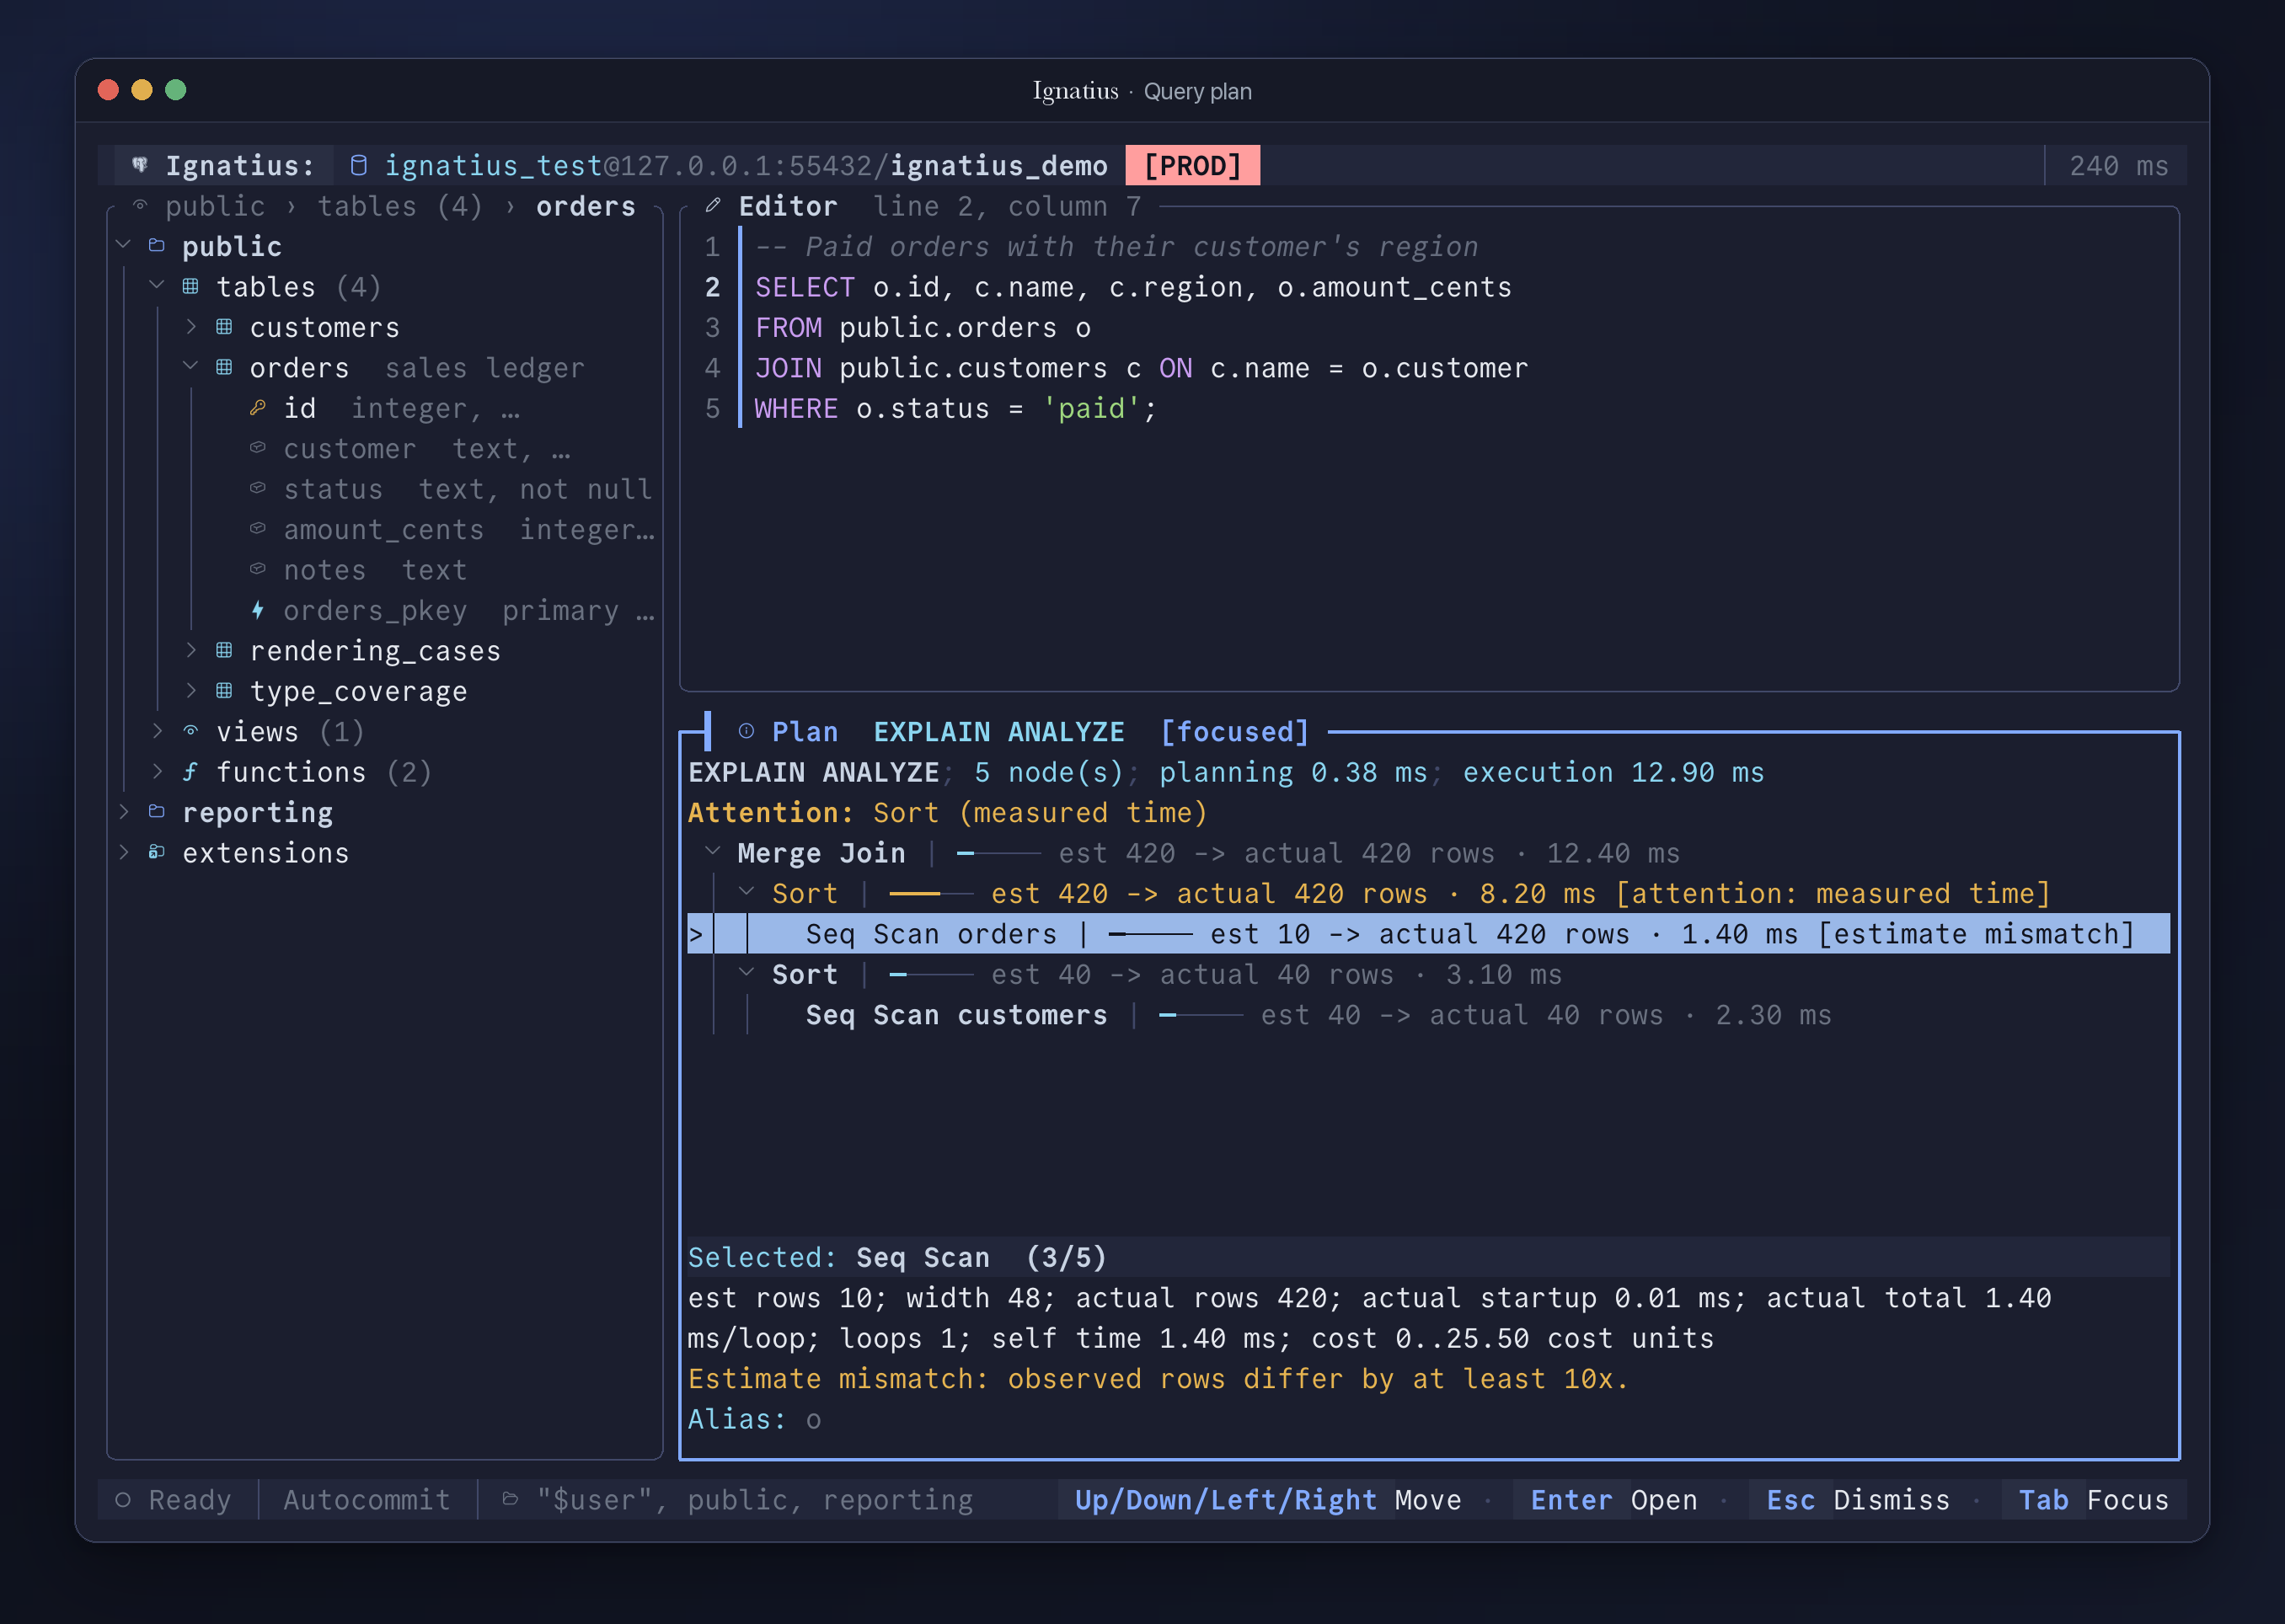 Ignatius · Query plan
Ignatius: ignatius_test@127.0.0.1:55432/ignatius_demo [PROD] 240 ms
public › tables (4) › orders
public
tables (4)
customers
orders sales ledger
id integer, …
customer text, …
status text, not null
amount_cents integer…
notes text
orders_pkey primary …
rendering_cases
type_coverage
views (1)
functions (2)
reporting
extensions
Editor line 2, column 7
1 -- Paid orders with their customer's region
2 SELECT o.id, c.name, c.region, o.amount_cents
3 FROM public.orders o
4 JOIN public.customers c ON c.name = o.customer
5 WHERE o.status = 'paid';
Plan EXPLAIN ANALYZE [focused]
EXPLAIN ANALYZE; 5 node(s); planning 0.38 ms; execution 12.90 ms
Attention: Sort (measured time)
Merge Join | est 420 -> actual 420 rows · 12.40 ms
Sort | est 420 -> actual 420 rows · 8.20 ms [attention: measured time]
> Seq Scan orders | est 10 -> actual 420 rows · 1.40 ms [estimate mismatch]
Sort | est 40 -> actual 40 rows · 3.10 ms
Seq Scan customers | est 40 -> actual 40 rows · 2.30 ms
Selected: Seq Scan (3/5)
est rows 10; width 48; actual rows 420; actual startup 0.01 ms; actual total 1.40
ms/loop; loops 1; self time 1.40 ms; cost 0..25.50 cost units
Estimate mismatch: observed rows differ by at least 10x.
Alias: o
Ready Autocommit "$user", public, reporting Up/Down/Left/Right Move · Enter Open · Esc Dismiss · Tab Focus